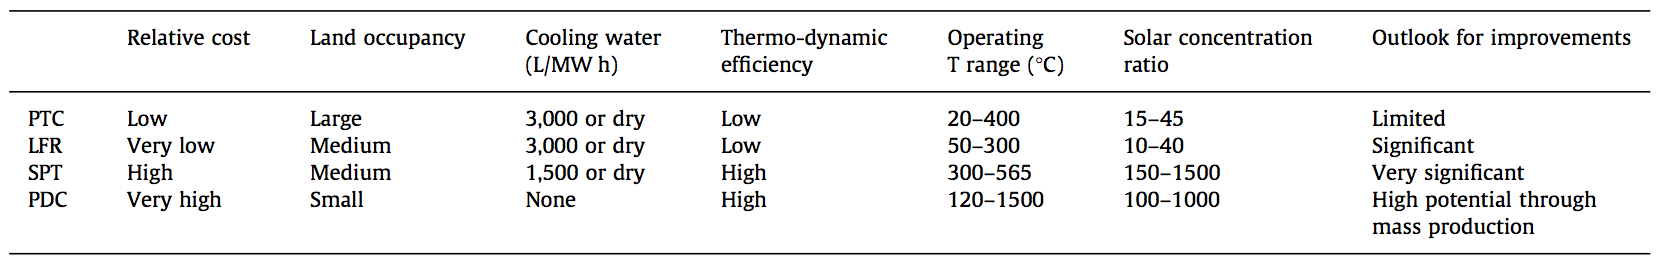 Relative cost Land occupancy Cooling water Thermo-dynamic Operating Solar concentration Outlook for improvements
(L/MW h) efficiency T range (°C) ratio
PTC Low Large 3,000 or dry Low 20–400 15–45 Limited
LFR Very low Medium 3,000 or dry Low 50–300 10–40 Significant
SPT High Medium 1,500 or dry High 300–565 150–1500 Very significant
PDC Very high Small None High 120–1500 100–1000 High potential through
mass production